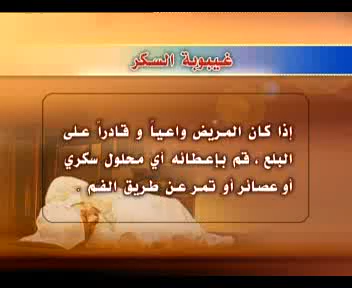 غيبوبة السكر
إذا كان المريض واعياً و قادراً على
البلع ، قم بإعطائه أي محلول سكري
أو عصائر أو تمر عن طريق الفم .